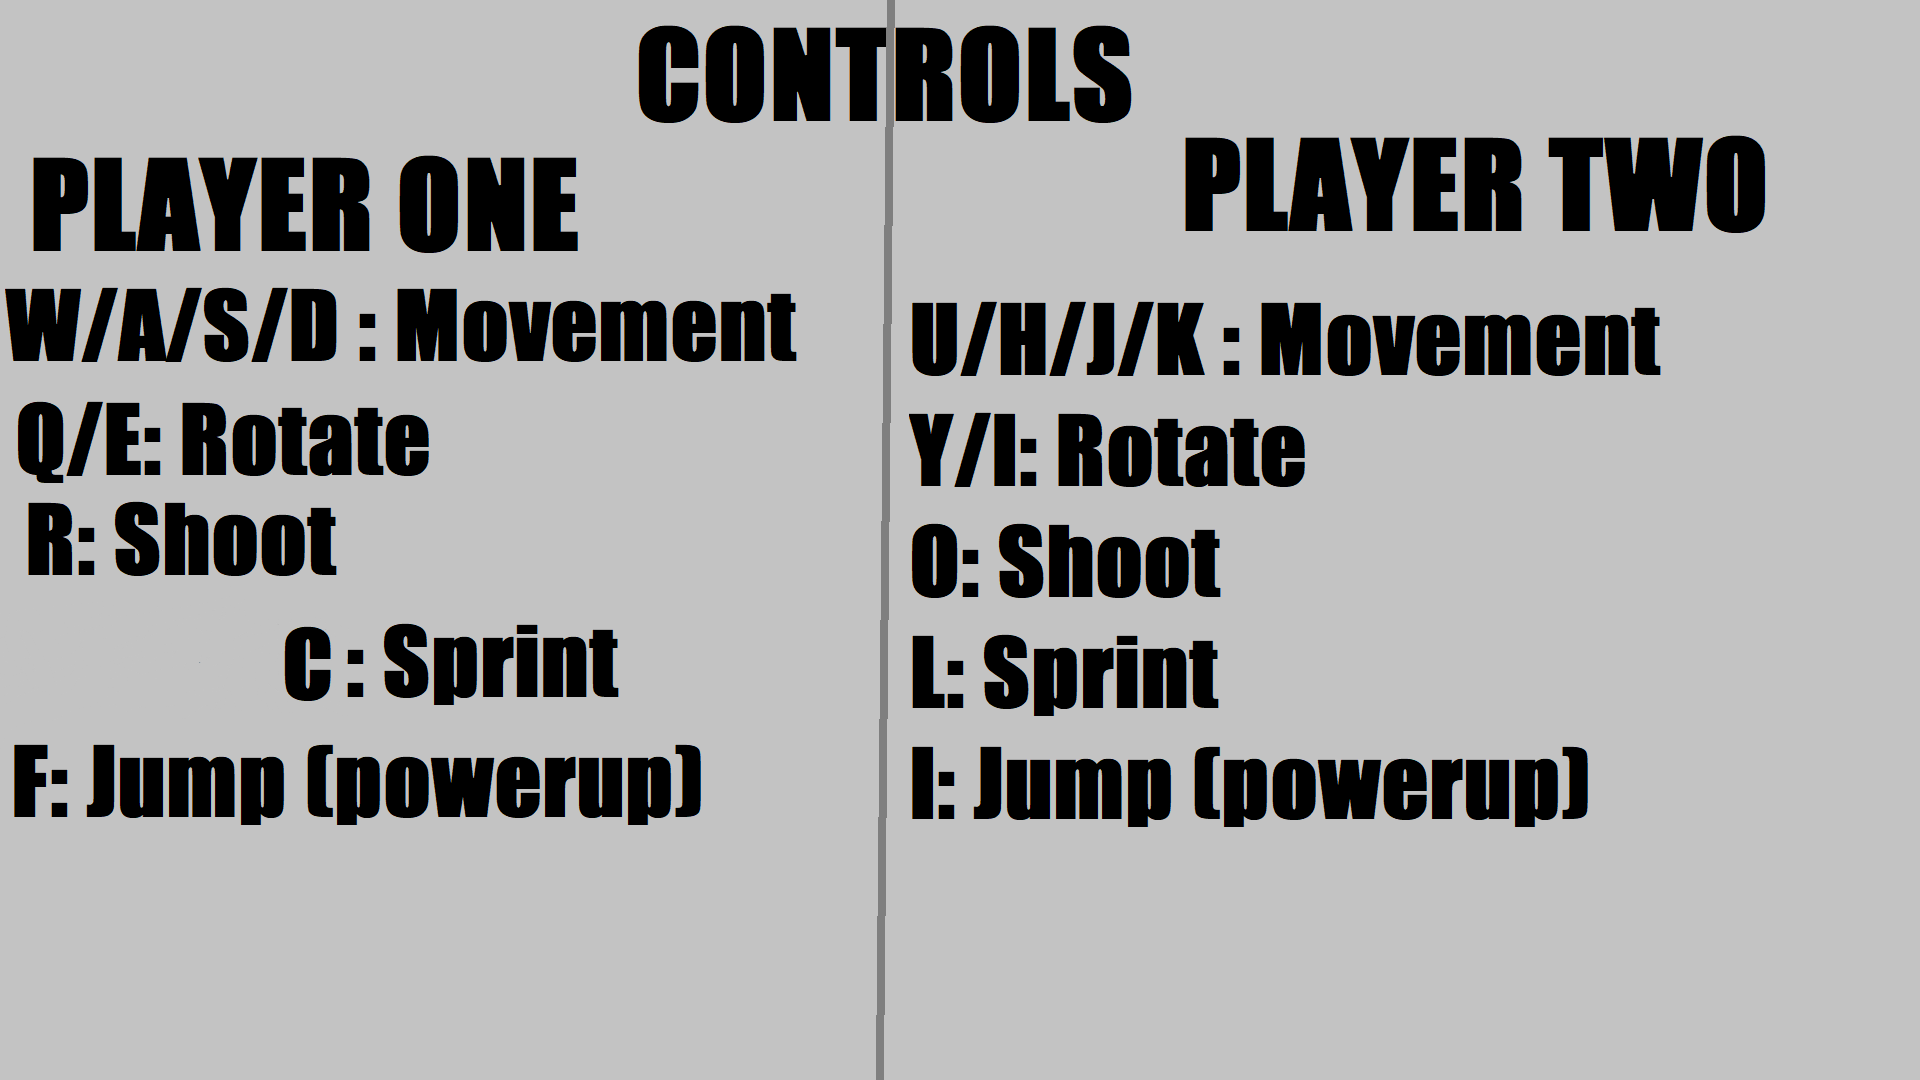 CONTROLS
PLAYER ONE
W/A/S/D : Movement
Q/E: Rotate
R: Shoot
C : Sprint
F: Jump (powerup)
PLAYER TWO
U/H/J/K : Movement
Y/I: Rotate
O: Shoot
L: Sprint
I: Jump (powerup)